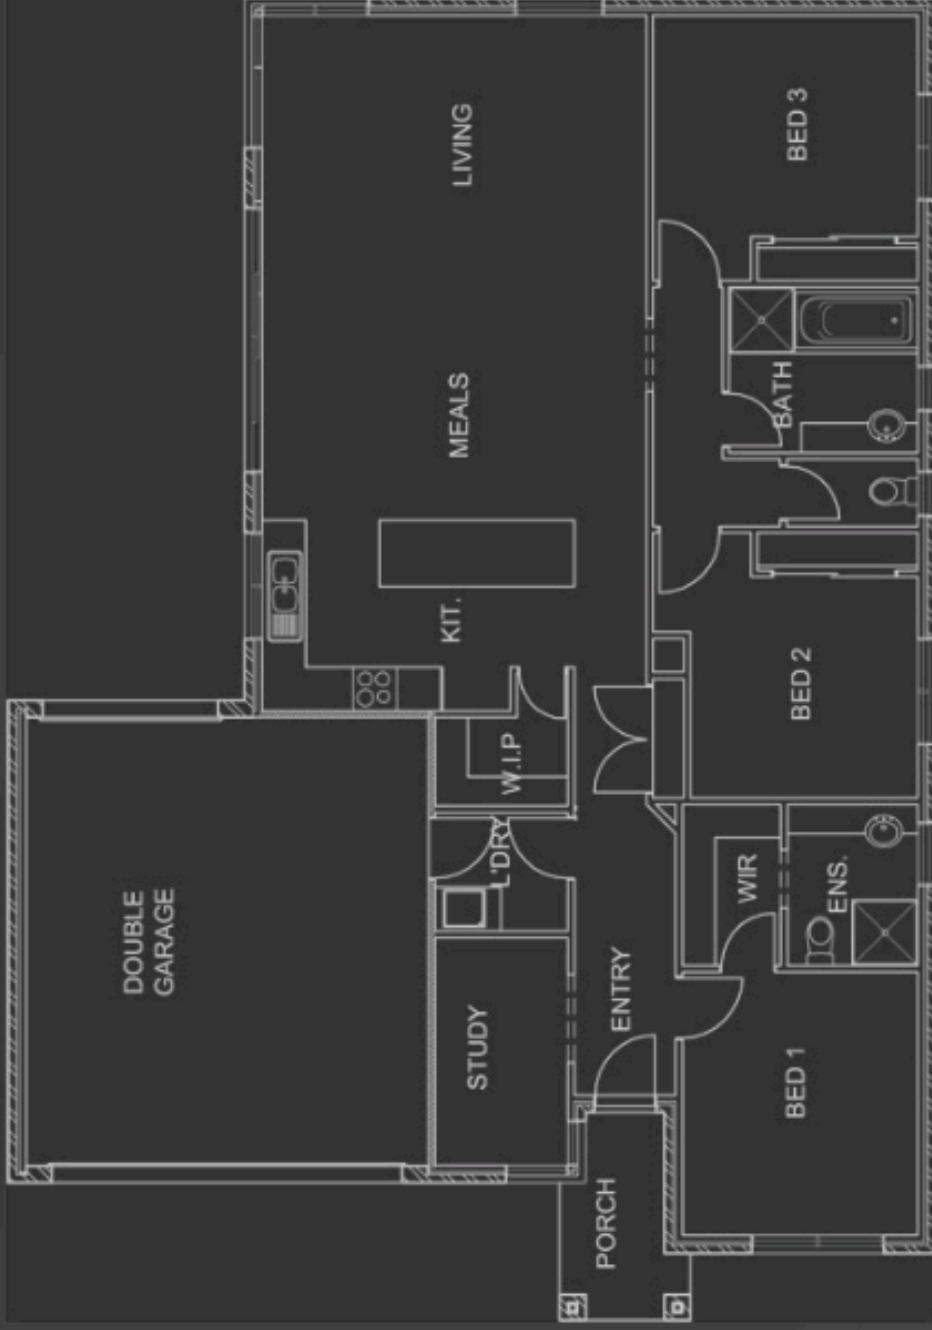 LIVING
BED 3
MEALS
BATH
KIT.
BED 2
W.I.P
L'DRY
WIR
ENS.
DOUBLE
GARAGE
STUDY
ENTRY
BED 1
PORCH